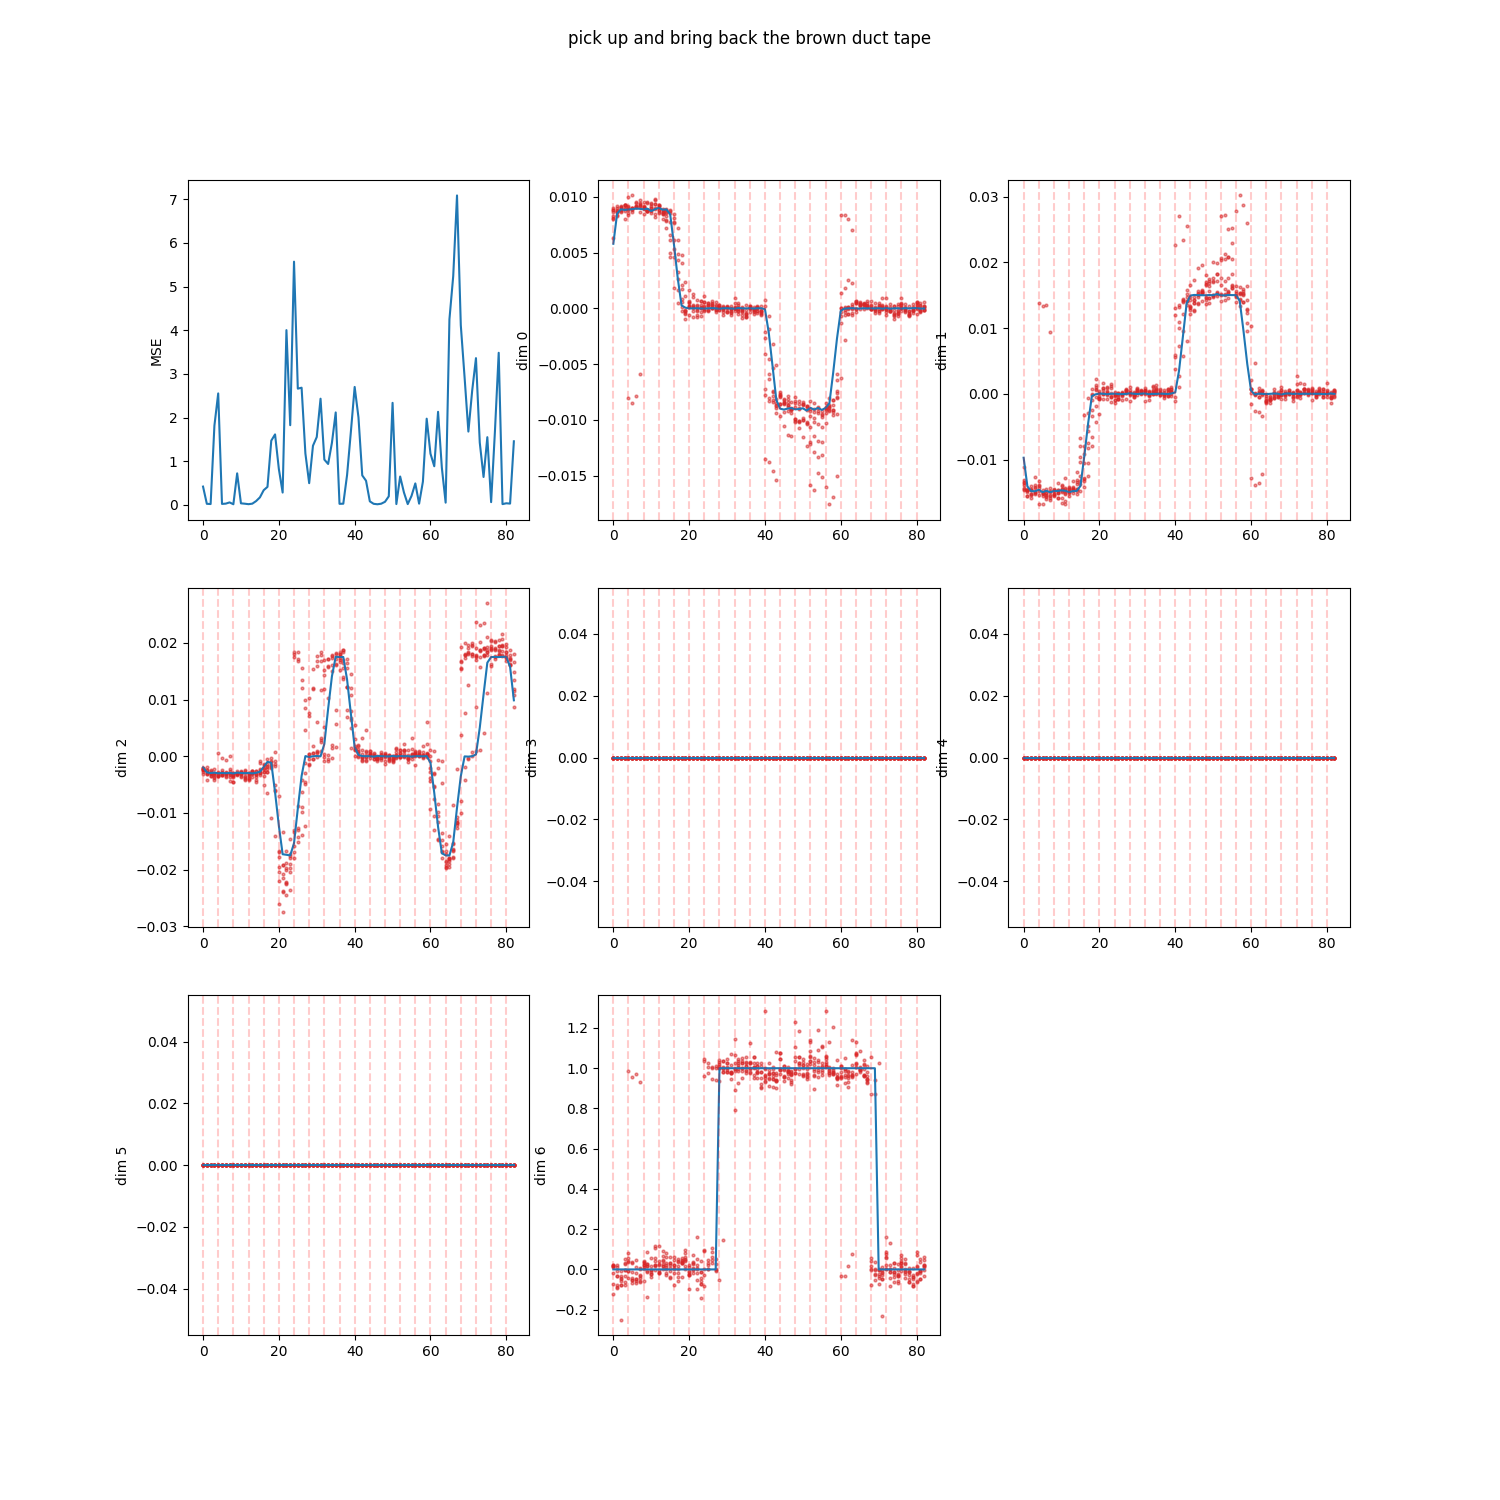 pick up and bring back the brown duct tape
MSE
7
6
5
4
3
2
1
0
0 20 40 60 80
dim 0
0.010
0.005
0.000
−0.005
−0.010
−0.015
0 20 40 60 80
dim 1
0.03
0.02
0.01
0.00
−0.01
0 20 40 60 80
dim 2
0.02
0.01
0.00
−0.01
−0.02
−0.03
0 20 40 60 80
dim 3
0.04
0.02
0.00
−0.02
−0.04
0 20 40 60 80
dim 4
0.04
0.02
0.00
−0.02
−0.04
0 20 40 60 80
dim 5
0.04
0.02
0.00
−0.02
−0.04
0 20 40 60 80
dim 6
1.2
1.0
0.8
0.6
0.4
0.2
0.0
−0.2
0 20 40 60 80